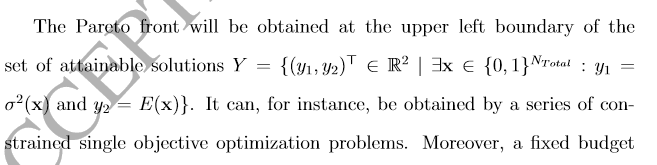 The Pareto front will be obtained at the upper left boundary of the
set of attainable solutions Y = {(y₁, y₂)ᵀ ∈ ℝ² | ∃x ∈ {0, 1}^{N_{Total}} : y₁ =
σ²(x) and y₂ = E(x)}. It can, for instance, be obtained by a series of con-
strained single objective optimization problems. Moreover, a fixed budget